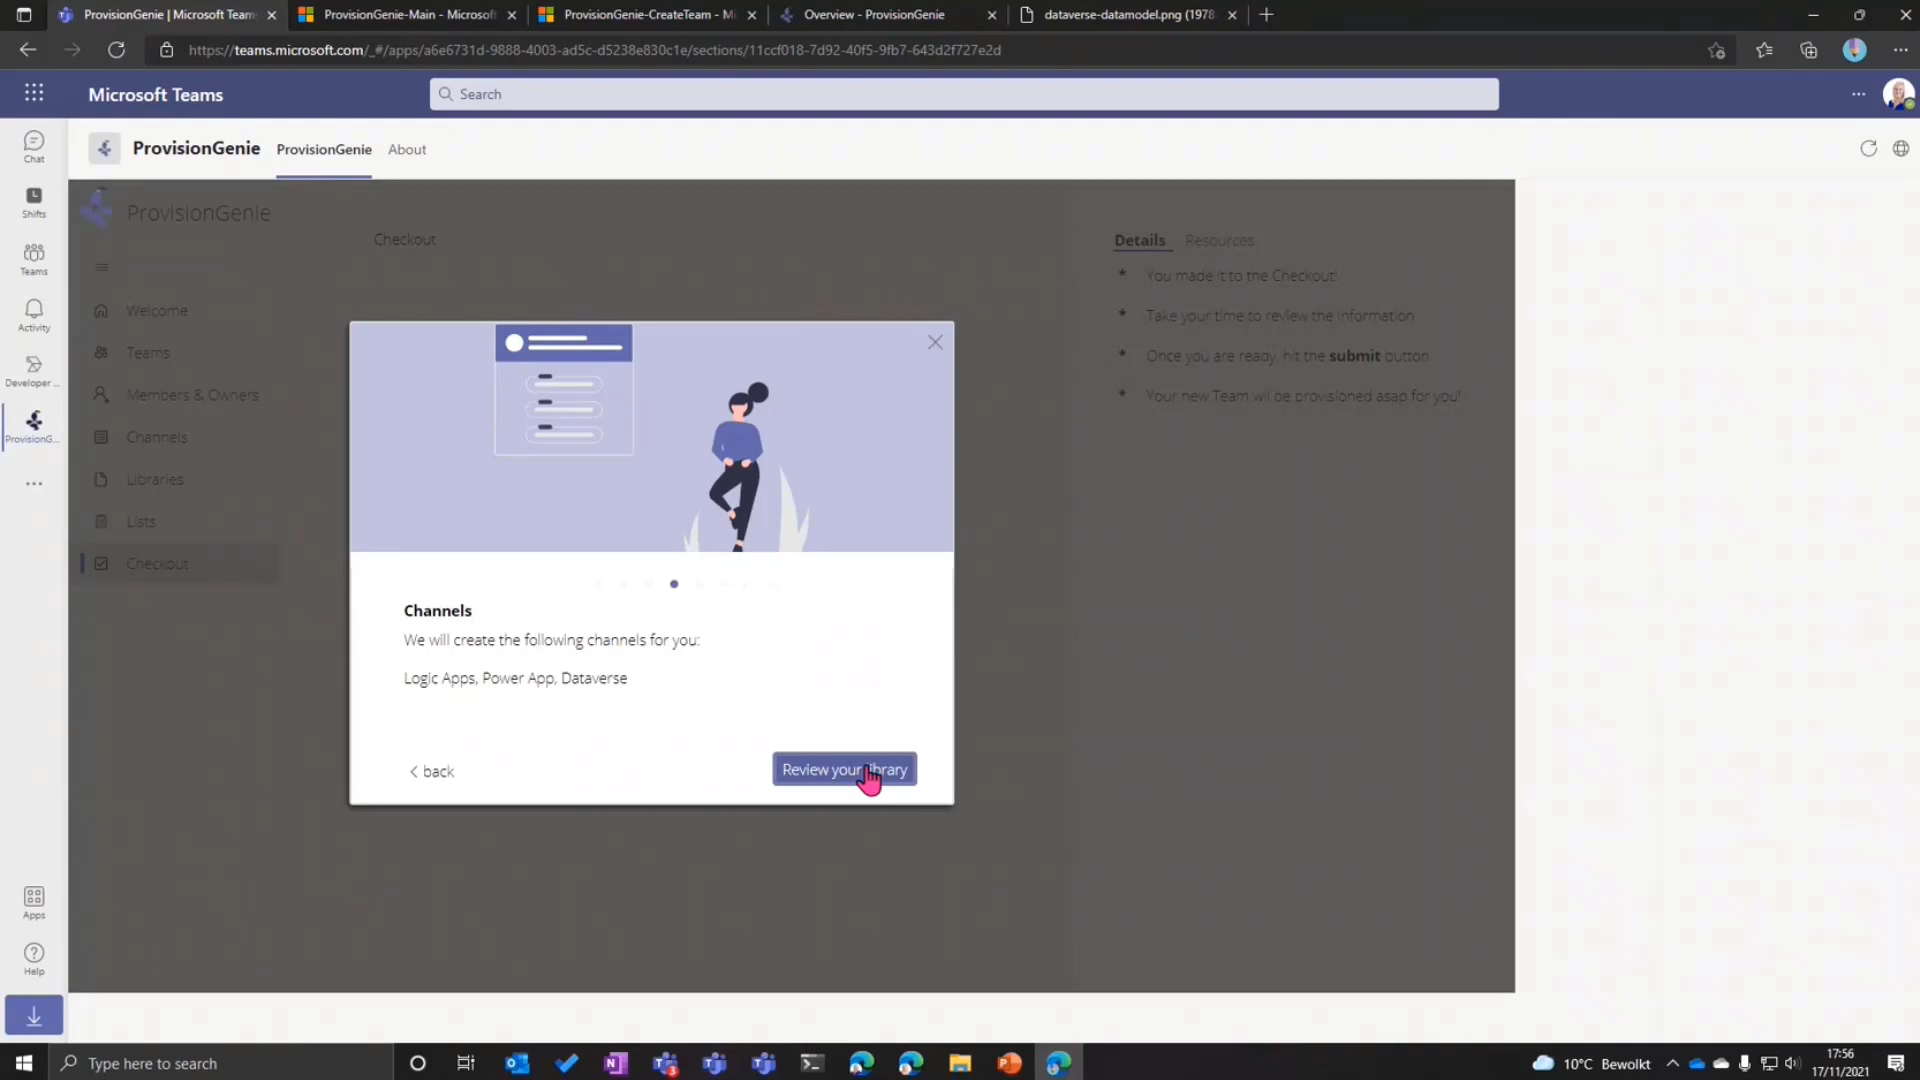 ProvisionGenie | Microsoft Team
ProvisionGenie-Main - Microsoft
ProvisionGenie-CreateTeam - Mi
Overview - ProvisionGenie
dataverse-datamodel.png (1978
https://teams.microsoft.com/_#/apps/a6e6731d-9888-4003-ad5c-d5238e830c1e/sections/11ccf018-7d92-40f5-9fb7-643d2f727e2d
Microsoft Teams
Search
Chat
Shifts
Teams
Activity
Developer ...
ProvisionG...
Apps
Help
ProvisionGenie
ProvisionGenie
About
ProvisionGenie
Welcome
Teams
Members & Owners
Channels
Libraries
Lists
Checkout
Checkout
Details
Resources
* You made it to the Checkout!
* Take your time to review the information
* Once you are ready, hit the submit button
* Your new Team wil be provisioned asap for you!
Channels
We will create the following channels for you:
Logic Apps, Power App, Dataverse
< back
Review your library
Type here to search
10°C Bewolkt
17:56
17/11/2021